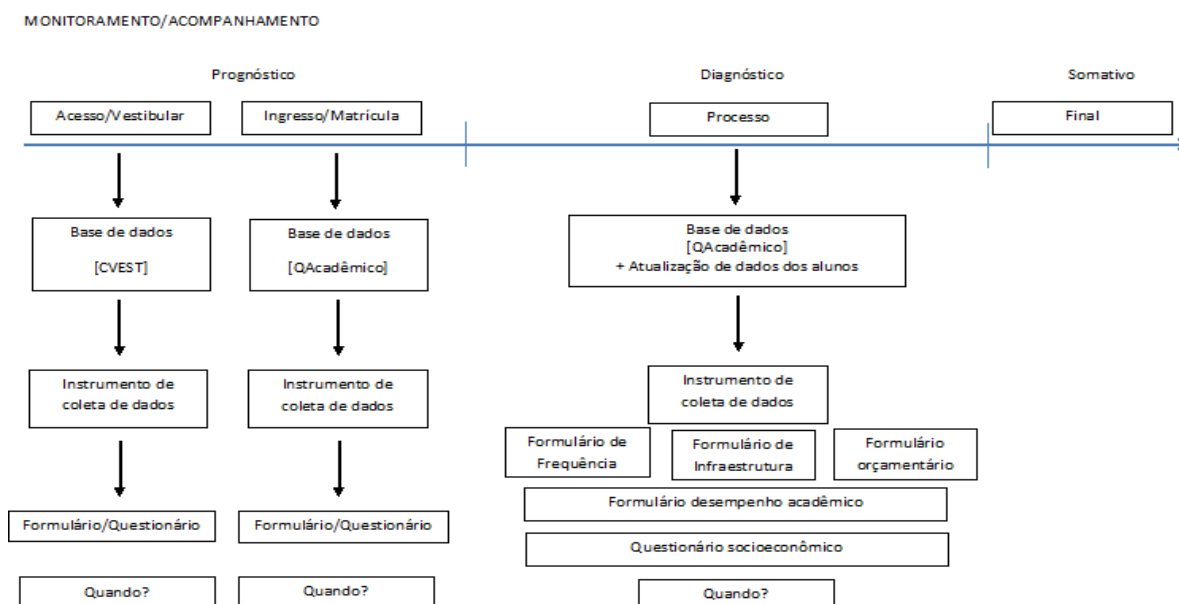 MONITORAMENTO/ACOMPANHAMENTO
Prognóstico
Diagnóstico
Somativo
Acesso/Vestibular
Ingresso/Matrícula
Processo
Final
Base de dados
[CVEST]
Base de dados
[QAcadêmico]
Base de dados
[QAcadêmico]
+ Atualização de dados dos alunos
Instrumento de
coleta de dados
Instrumento de
coleta de dados
Instrumento de
coleta de dados
Formulário de
Frequência
Formulário de
Infraestrutura
Formulário
orçamentário
Formulário desempenho acadêmico
Formulário/Questionário
Formulário/Questionário
Questionário socioeconômico
Quando?
Quando?
Quando?